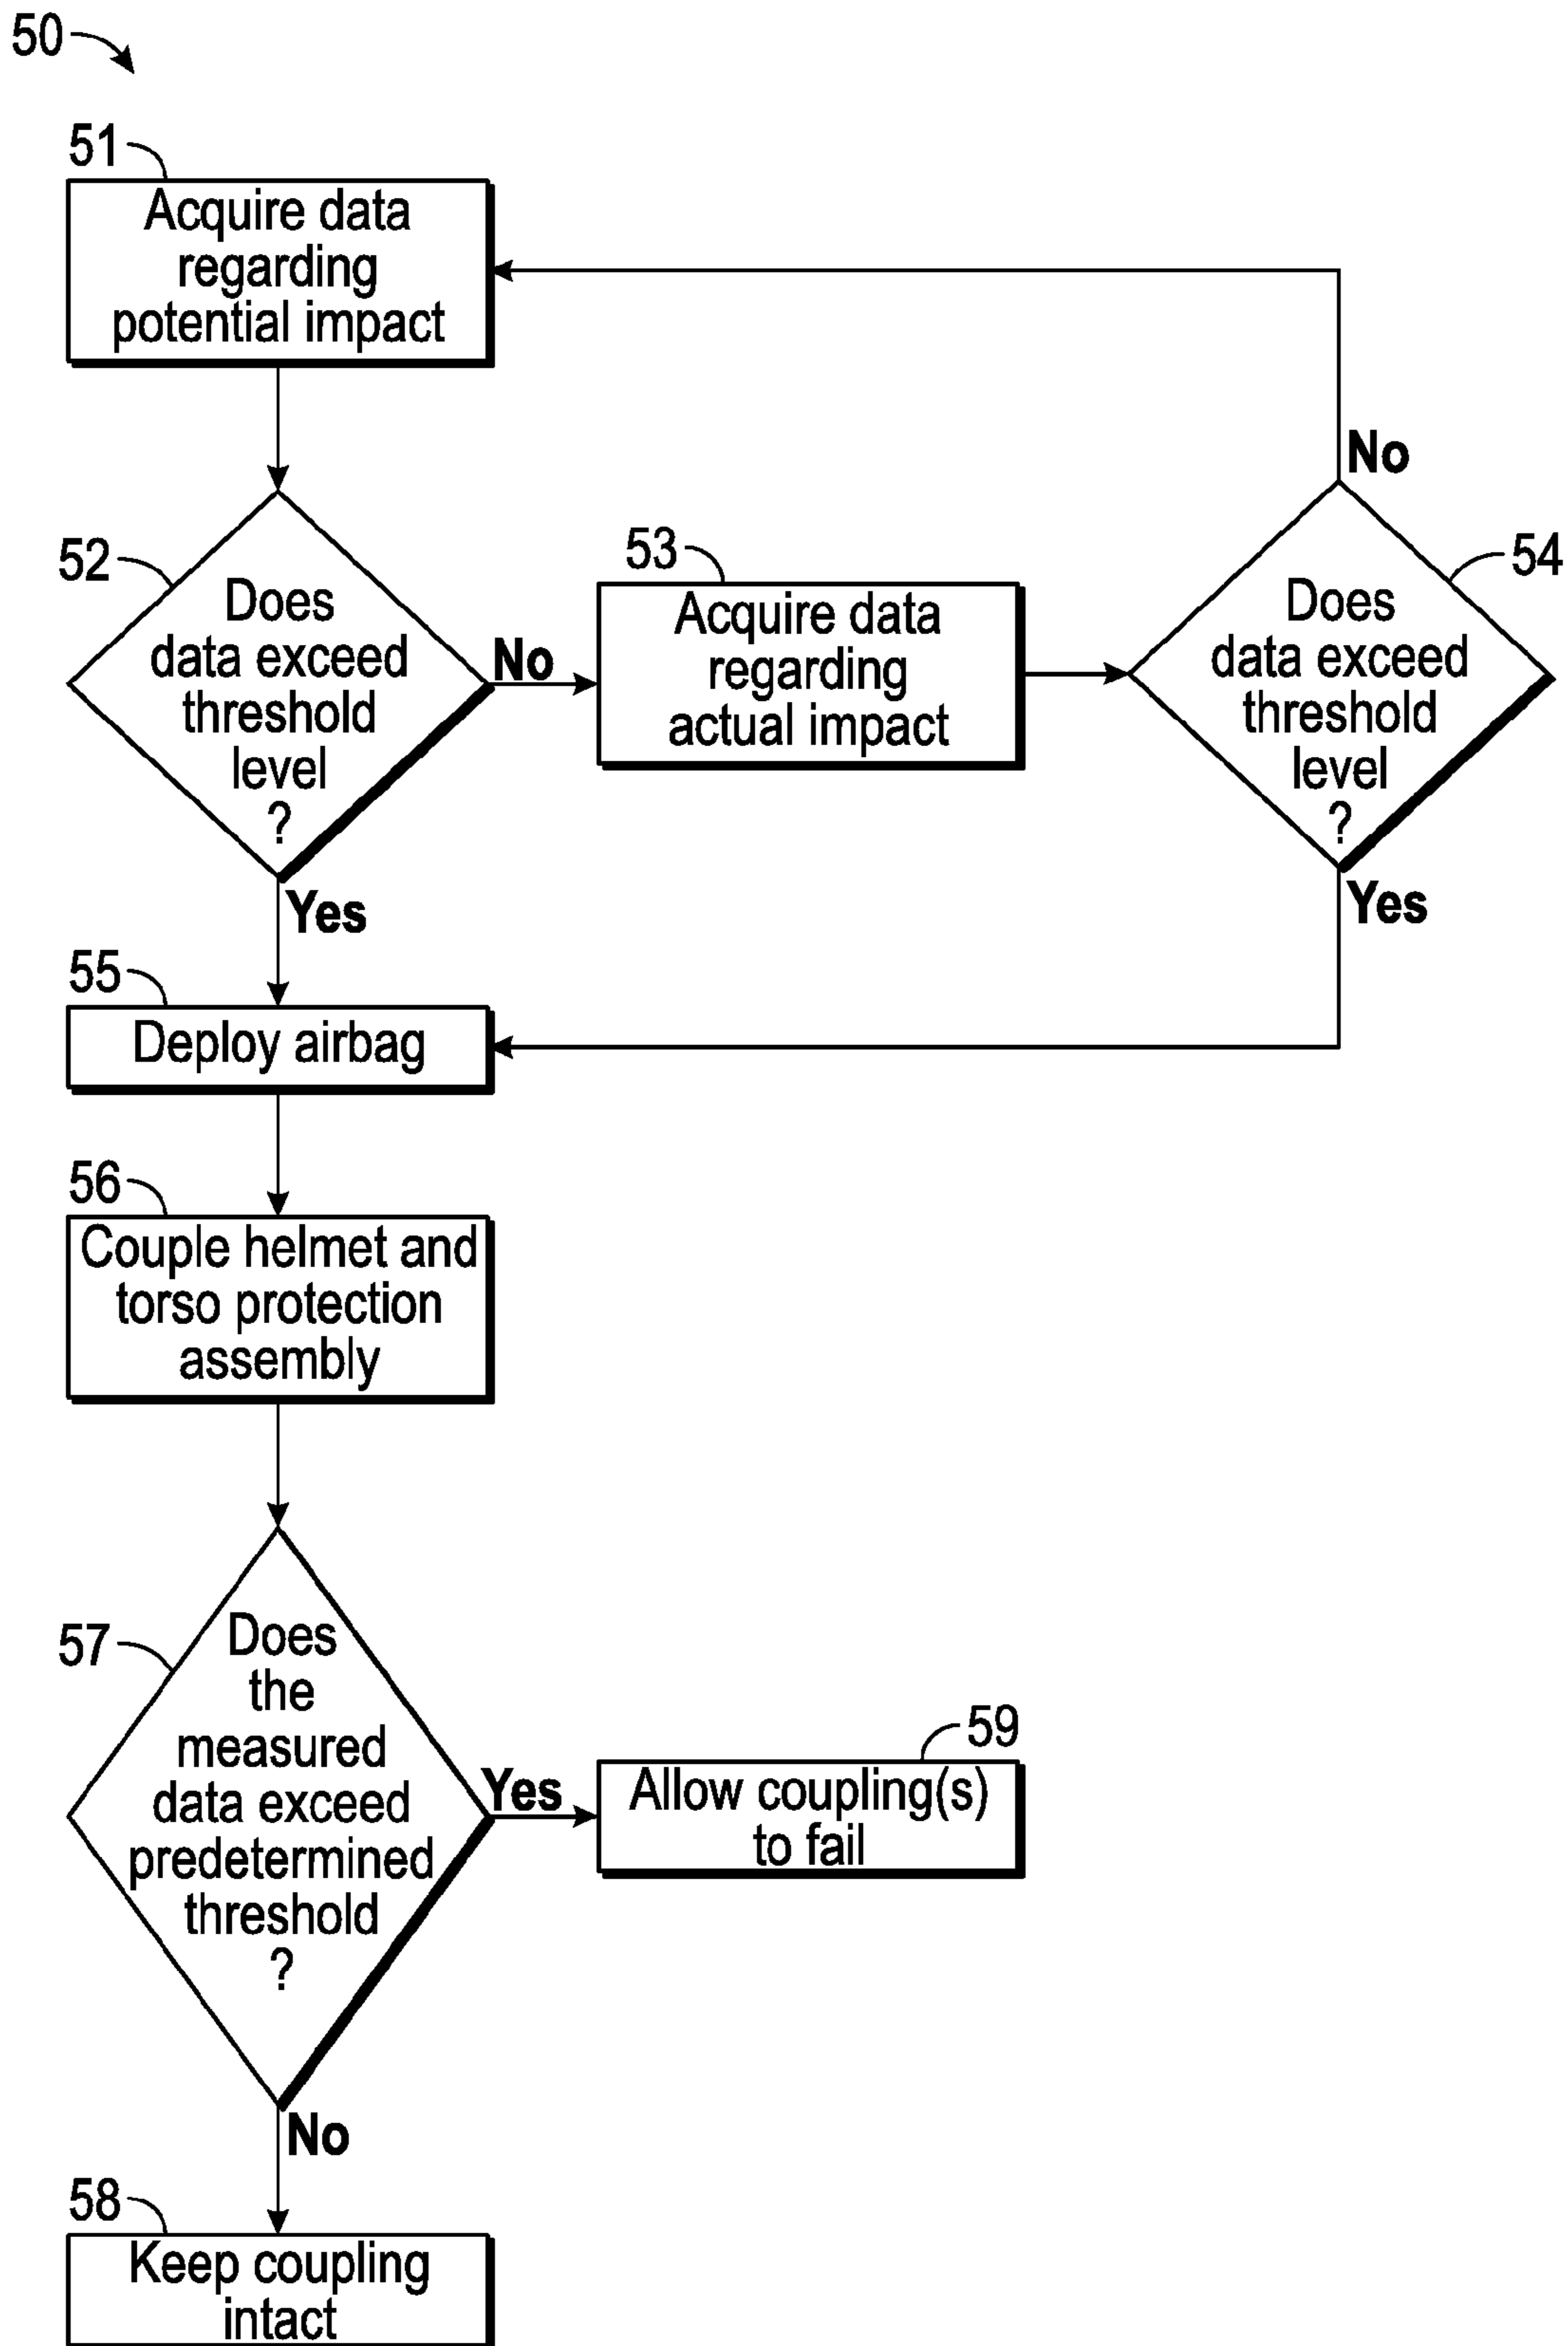 50
51
Acquire data
regarding
potential impact
52
Does
data exceed
threshold
level
?
No
Yes
53
Acquire data
regarding
actual impact
54
Does
data exceed
threshold
level
?
No
Yes
55
Deploy airbag
56
Couple helmet and
torso protection
assembly
57
Does
the
measured
data exceed
predetermined
threshold
?
Yes
No
59
Allow coupling(s)
to fail
58
Keep coupling
intact